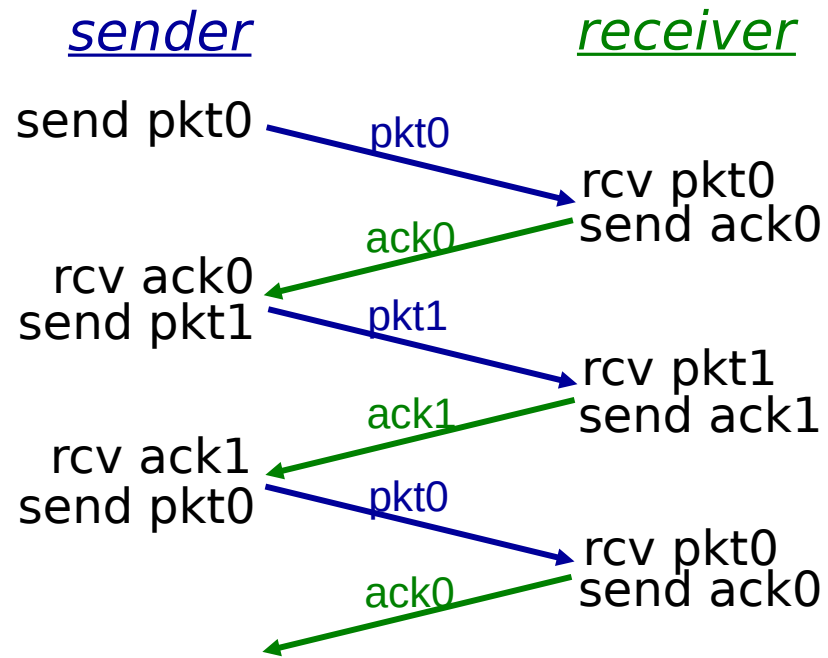 sender
receiver
send pkt0
pkt0
rcv pkt0
send ack0
ack0
rcv ack0
send pkt1
pkt1
rcv pkt1
send ack1
ack1
rcv ack1
send pkt0
pkt0
rcv pkt0
send ack0
ack0